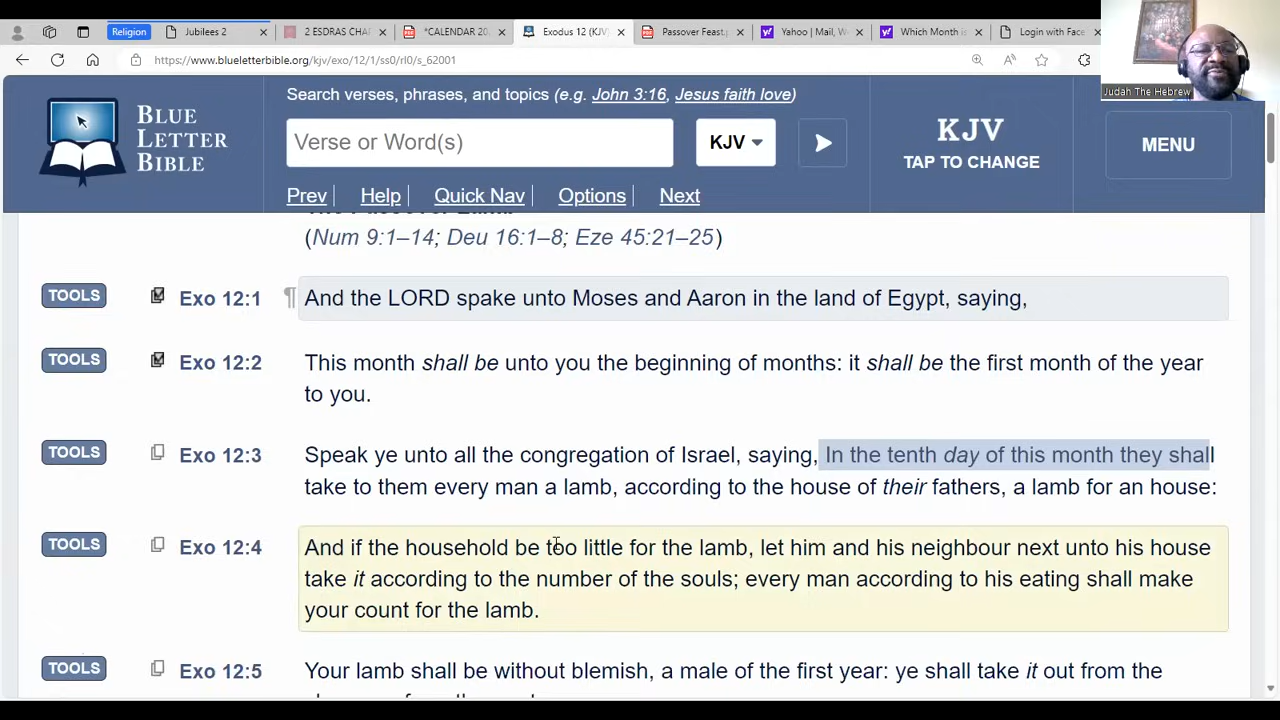 Religion
bilees 2
2 ESDRAS CHA
*CALENDAR 20
Exodus 12 (KJV)
Passover Feast.p
Yahoo | Mail, W
Which Month is
Login with Face
https://www.blueletterbible.org/kjv/exo/12/1/ss0/rl0/s_62001
Judah The Hebrew
BLUE
LETTER
BIBLE
Search verses, phrases, and topics (e.g. John 3:16, Jesus faith love)
Verse or Word(s)
KJV
KJV
TAP TO CHANGE
MENU
Prev | Help | Quick Nav | Options | Next
(Num 9:1–14; Deu 16:1–8; Eze 45:21–25)
TOOLS Exo 12:1 ¶ And the LORD spake unto Moses and Aaron in the land of Egypt, saying,
TOOLS Exo 12:2 This month shall be unto you the beginning of months: it shall be the first month of the year
to you.
TOOLS Exo 12:3 Speak ye unto all the congregation of Israel, saying, In the tenth day of this month they shall
take to them every man a lamb, according to the house of their fathers, a lamb for an house:
TOOLS Exo 12:4 And if the household be too little for the lamb, let him and his neighbour next unto his house
take it according to the number of the souls; every man according to his eating shall make
your count for the lamb.
TOOLS Exo 12:5 Your lamb shall be without blemish, a male of the first year: ye shall take it out from the